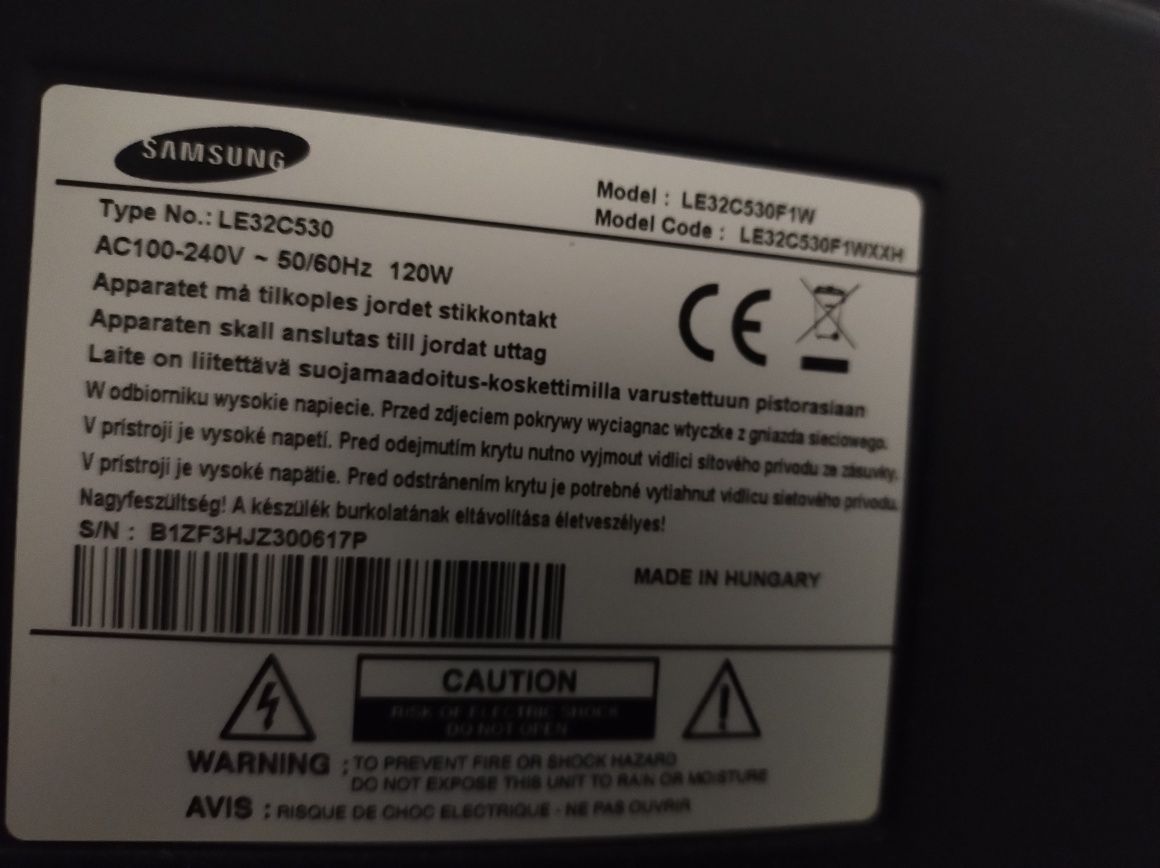 SAMSUNG
Model : LE32C530F1W
Model Code : LE32C530F1WXXH
Type No.: LE32C530
AC100-240V ~ 50/60Hz 120W
Apparatet må tilkoples jordet stikkontakt
Apparaten skall anslutas till jordat uttag
Laite on liitettävä suojamaadoitus-koskettimilla varustettuun pistorasiaan
W odbiorniku wysokie napiecie. Przed zdjeciem pokrywy wyciagnac wtyczke z gniazda sieciowego.
V prístroji je vysoké napetí. Pred odejmutím krytu nutno vyjmout vidlici sítového prívodu ze zásuvky.
V prístroji je vysoké napätie. Pred odstránením krytu je potrebné vytiahnut vidlicu sietového prívodu.
Nagyfeszültség! A készülék burkolatának eltávolítása életveszélyes!
S/N : B1ZF3HJZ300617P
MADE IN HUNGARY
CE
CAUTION
RISK OF ELECTRIC SHOCK
DO NOT OPEN
WARNING : TO PREVENT FIRE OR SHOCK HAZARD
DO NOT EXPOSE THIS UNIT TO RAIN OR MOISTURE
AVIS : RISQUE DE CHOC ELECTRIQUE - NE PAS OUVRIR